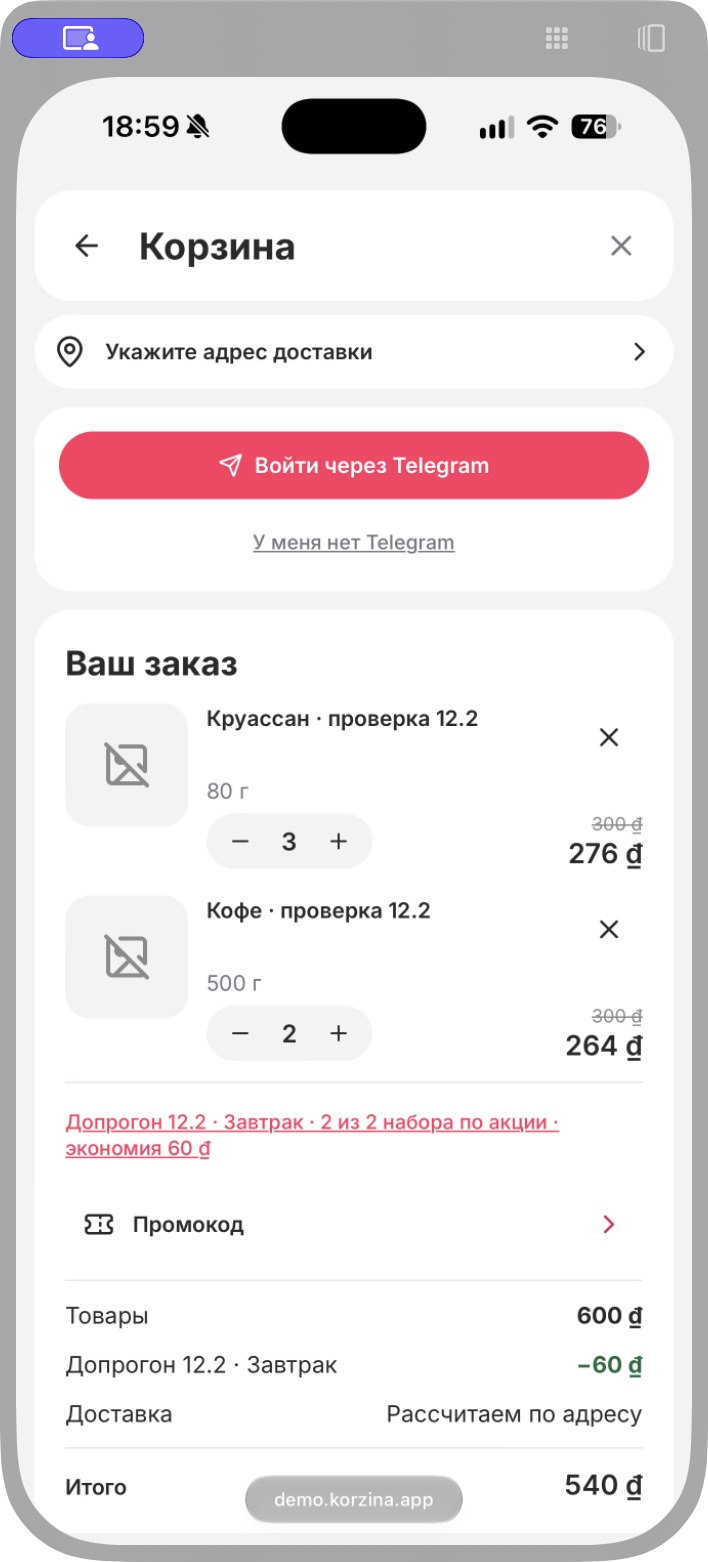 18:59
76
Корзина
Укажите адрес доставки
Войти через Telegram
У меня нет Telegram
Ваш заказ
Круассан · проверка 12.2
80 г
300 ₫
3
276 ₫
Кофе · проверка 12.2
500 г
300 ₫
2
264 ₫
Допрогон 12.2 · Завтрак · 2 из 2 набора по акции ·
экономия 60 ₫
Промокод
Товары 600 ₫
Допрогон 12.2 · Завтрак −60 ₫
Доставка Рассчитаем по адресу
Итого 540 ₫
demo.korzina.app